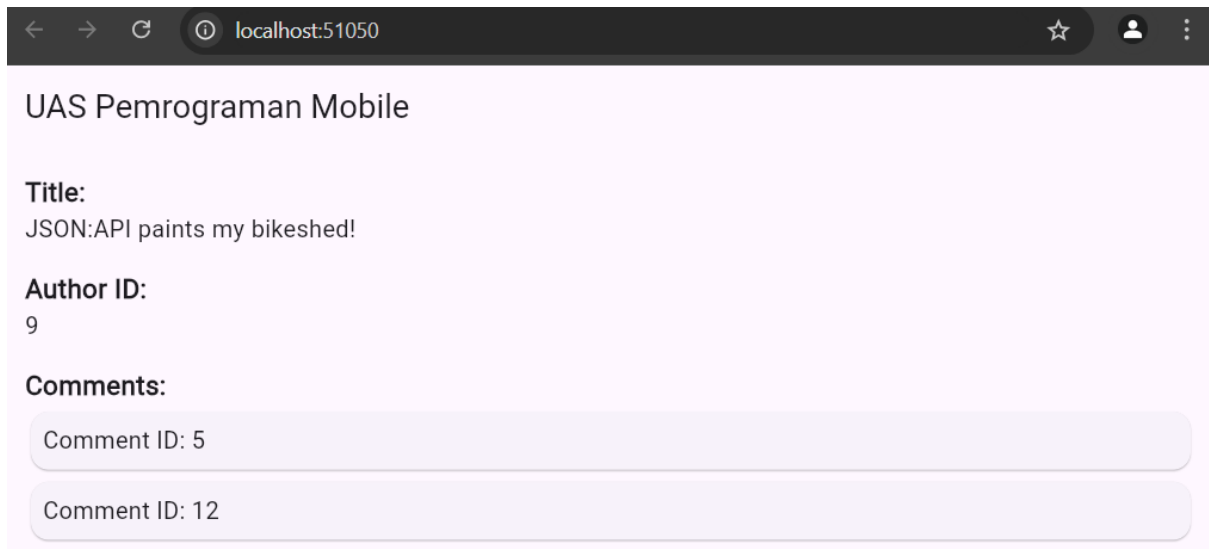 localhost:51050
UAS Pemrograman Mobile
Title:
JSON:API paints my bikeshed!
Author ID:
9
Comments:
Comment ID: 5
Comment ID: 12